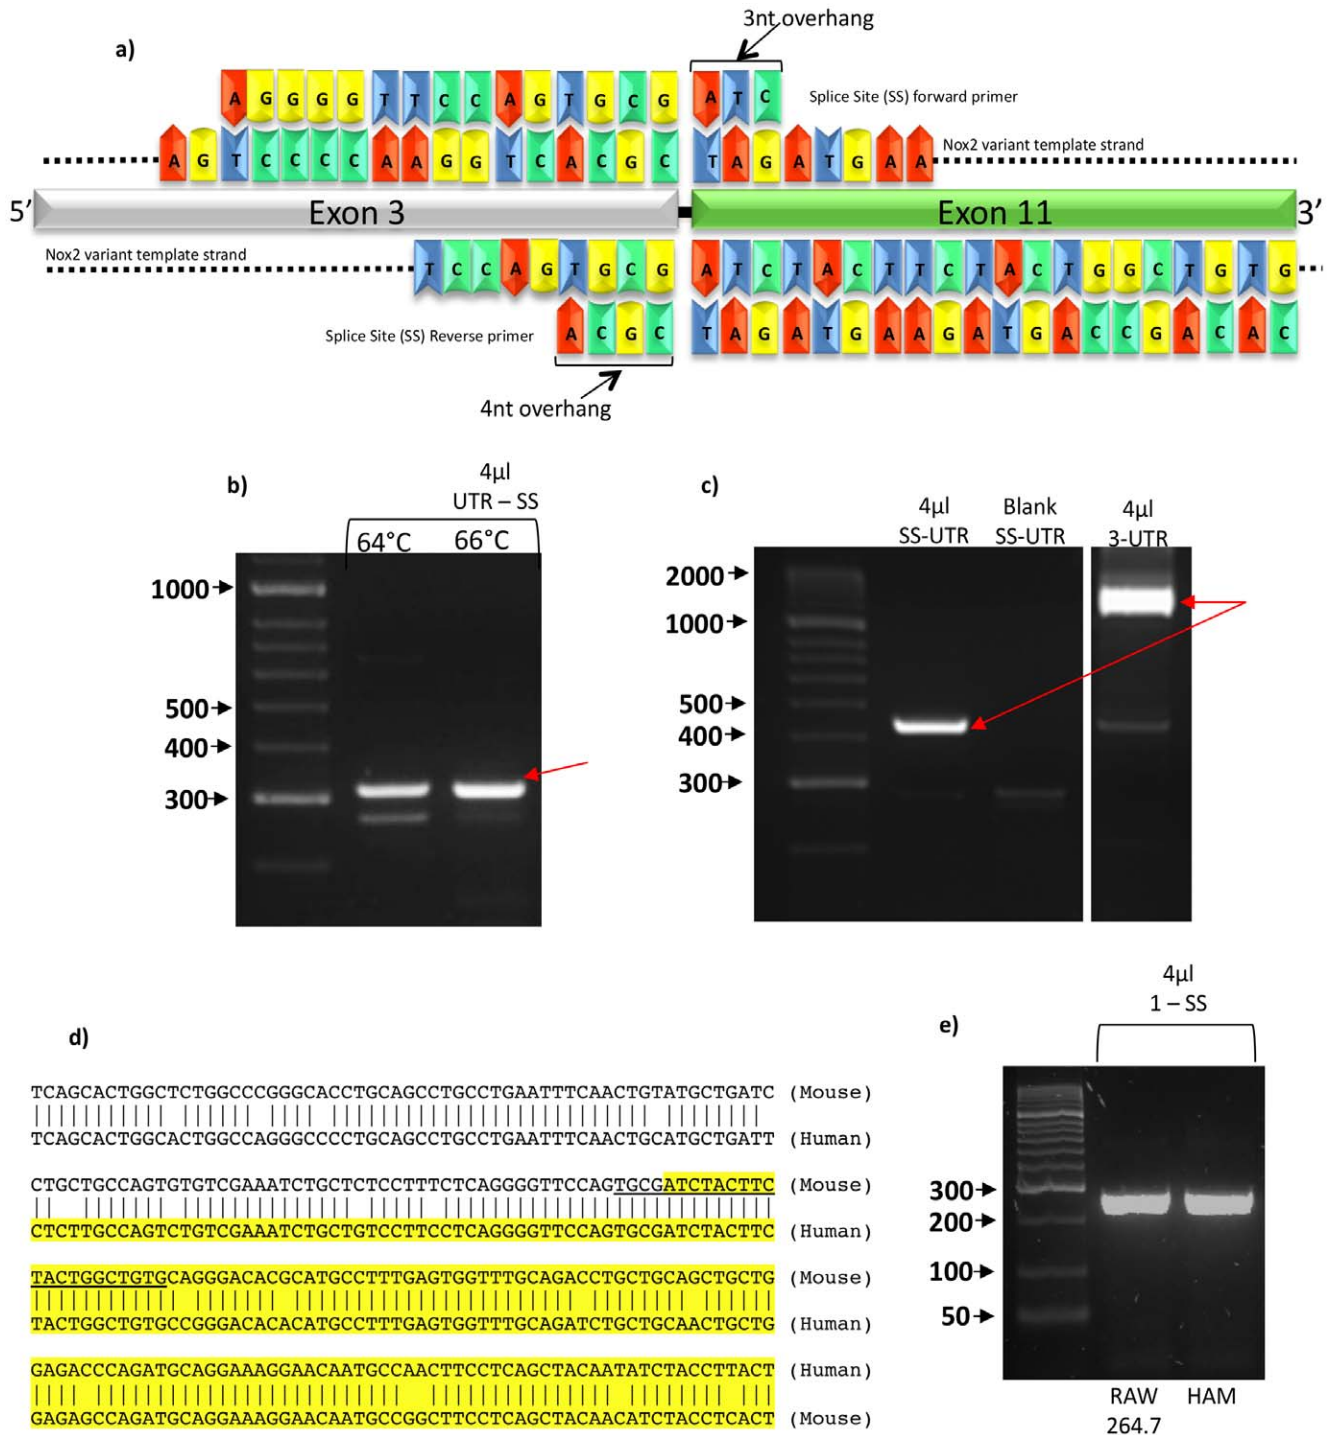 3nt overhang
a)
A G G G G T T C C A G T G C G A T C
Splice Site (SS) forward primer
A G T C C C C A A G G T C A C G C T A G A T G A A
Nox2 variant template strand
5’ Exon 3 Exon 11 3’
Nox2 variant template strand
T C C A G T G C G A T C T A C T T C T A C T G G C T G T G
Splice Site (SS) Reverse primer
A C G C T A G A T G A A G A T G A C C G A C A C
4nt overhang
b)
4µl
UTR – SS
64°C 66°C
1000
500
400
300
c)
4µl
SS-UTR
Blank
SS-UTR
4µl
3-UTR
2000
1000
500
400
300
d)
TCAGCACTGGCTCTGGCCCGGGCACCTGCAGCCTGCCTGAATTTCAACTGTATGCTGATC (Mouse)
TCAGCACTGGCACTGGCCAGGGCCCCTGCAGCCTGCCTGAATTTCAACTGCATGCTGATT (Human)
CTGCTGCCAGTGTGTCGAAATCTGCTCTCCTTTCTCAGGGGTTCCAGTGCGATCTACTTC (Mouse)
CTCTTGCCAGTCTGTCGAAATCTGCTGTCCTTCCTCAGGGGTTCCAGTGCGATCTACTTC (Human)
TACTGGCTGTGCAGGGACACGCATGCCTTTGAGTGGTTTGCAGACCTGCTGCAGCTGCTG (Mouse)
TACTGGCTGTGCCGGGACACACATGCCTTTGAGTGGTTTGCAGATCTGCTGCAACTGCTG (Human)
GAGACCCAGATGCAGGAAAGGAACAATGCCAACTTCCTCAGCTACAATATCTACCTTACT (Human)
GAGAGCCAGATGCAGGAAAGGAACAATGCCGGCTTCCTCAGCTACAACATCTACCTCACT (Mouse)
e)
4µl
1 – SS
300
200
100
50
RAW
264.7
HAM